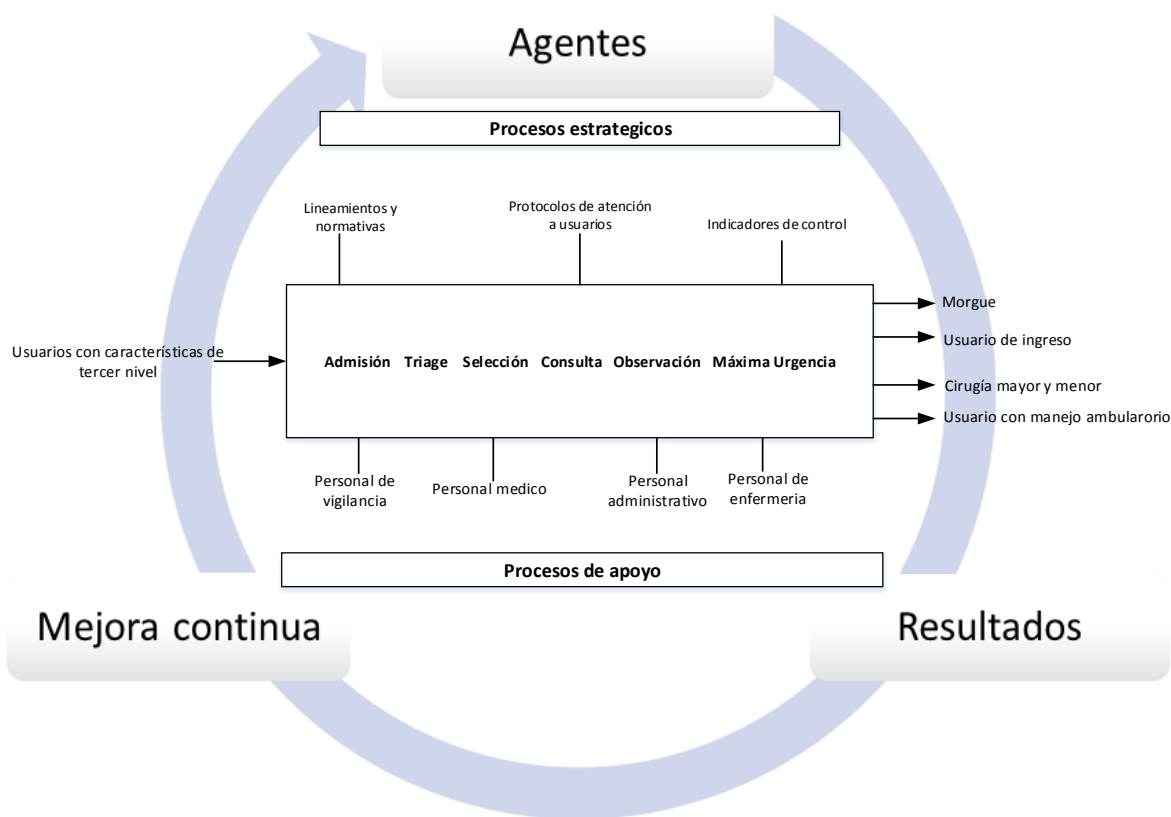 Agentes
Procesos estrategicos
Lineamientos y
normativas
Protocolos de atención
a usuarios
Indicadores de control
Usuarios con características de
tercer nivel
Admisión Triage Selección Consulta Observación Máxima Urgencia
Morgue
Usuario de ingreso
Cirugía mayor y menor
Usuario con manejo ambularorio
Personal de
vigilancia
Personal medico
Personal
administrativo
Personal de
enfermeria
Procesos de apoyo
Mejora continua
Resultados